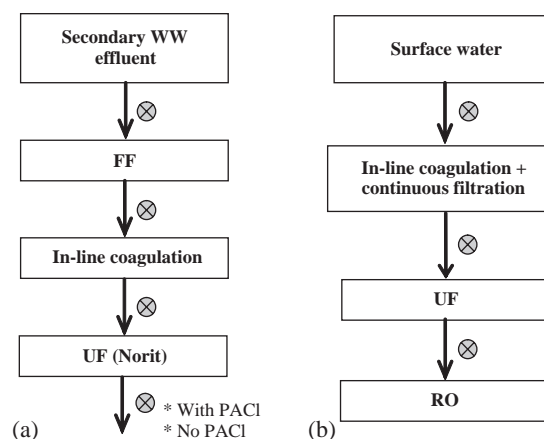 Secondary WW
effluent
FF
In-line coagulation
UF (Norit)
* With PACl
* No PACl
(a)
Surface water
In-line coagulation +
continuous filtration
UF
RO
(b)